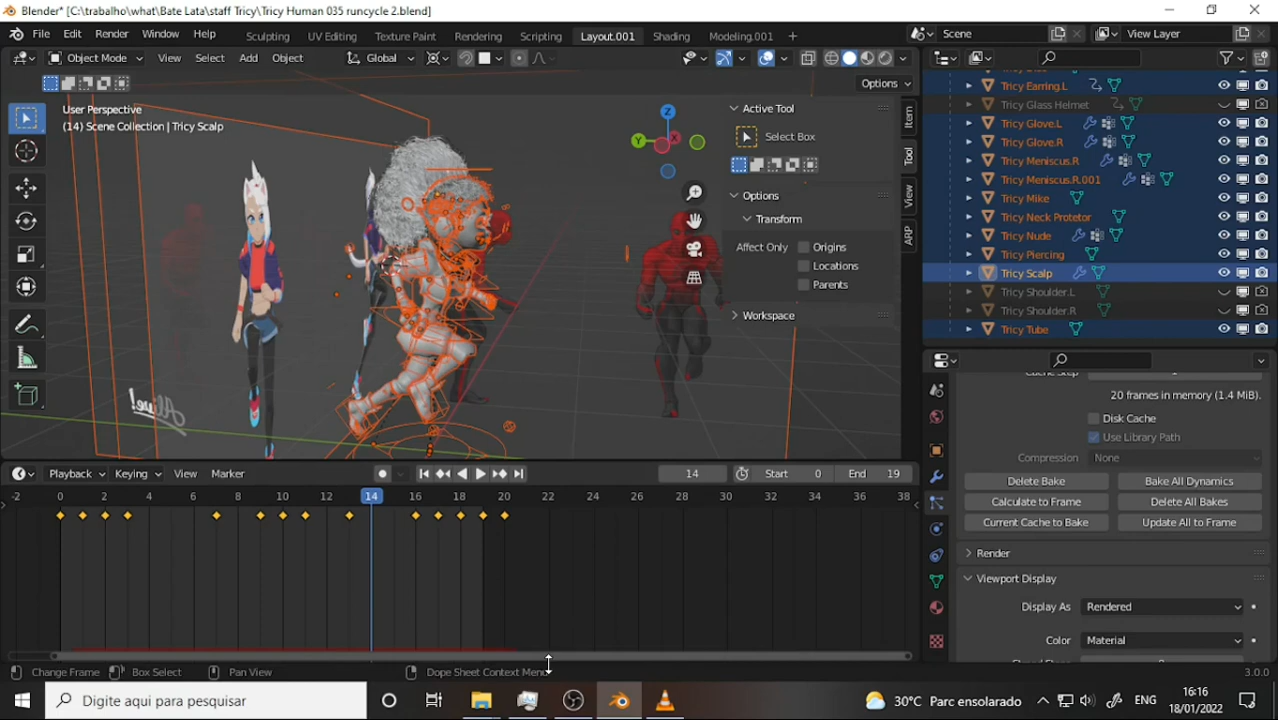 Blender* [C:\trabalho\what\Bate Lata\staff Tricy\Tricy Human 035 runcycle 2.blend]
File Edit Render Window Help Sculpting UV Editing Texture Paint Rendering Scripting Layout.001 Shading Modeling.001 Scene View Layer
Object Mode View Select Add Object Global
Options
User Perspective
(14) Scene Collection | Tricy Scalp
Z
Y
X
Active Tool
Select Box
Options
Transform
Affect Only Origins
Locations
Parents
Workspace
Item
Tool
View
ARP
Tricy Earring.L
Tricy Glass Helmet
Tricy Glove.L
Tricy Glove.R
Tricy Meniscus.R
Tricy Meniscus.R.001
Tricy Mike
Tricy Neck Protetor
Tricy Nude
Tricy Piercing
Tricy Scalp
Tricy Shoulder.L
Tricy Shoulder.R
Tricy Tube
Cache Step
20 frames in memory (1.4 MiB).
Disk Cache
Use Library Path
Compression None
Delete Bake Bake All Dynamics
Calculate to Frame Delete All Bakes
Current Cache to Bake Update All to Frame
Render
Viewport Display
Display As Rendered
Color Material
Playback Keying View Marker 14 Start 0 End 19
-2 0 2 4 6 8 10 12 14 16 18 20 22 24 26 28 30 32 34 36 38
Change Frame Box Select Pan View Dope Sheet Context Menu 3.0.0
Digite aqui para pesquisar 30°C Parc ensolarado ENG 16:16
18/01/2022